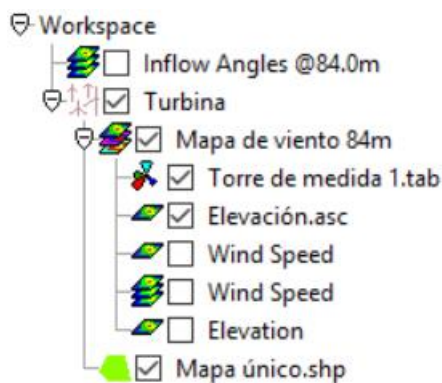 Workspace
Inflow Angles @84.0m
Turbina
Mapa de viento 84m
Torre de medida 1.tab
Elevación.asc
Wind Speed
Wind Speed
Elevation
Mapa único.shp